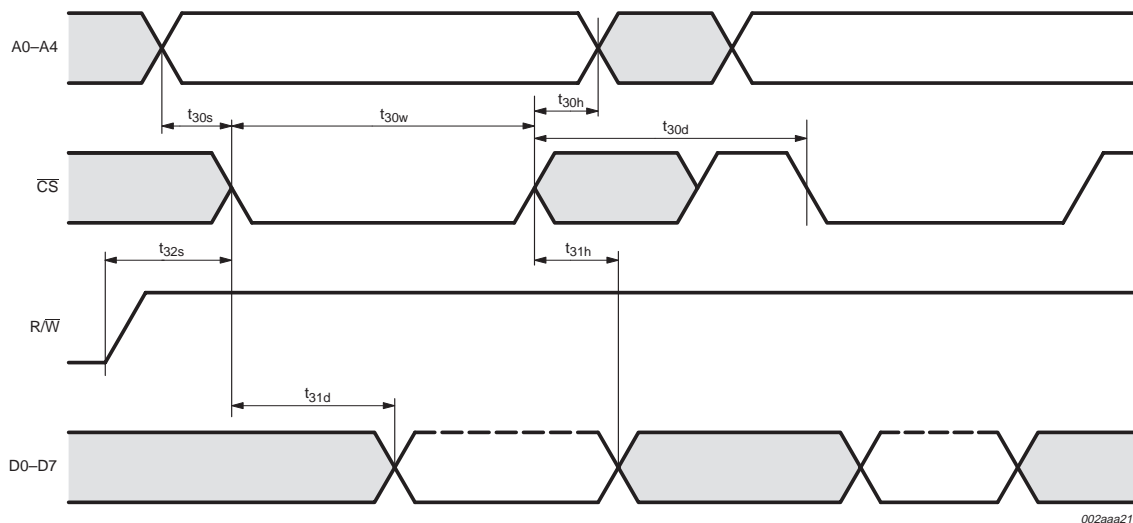 A0–A4
t30s
t30w
t30h
t30d
CS
t32s
t31h
R/W
t31d
D0–D7
002aaa21